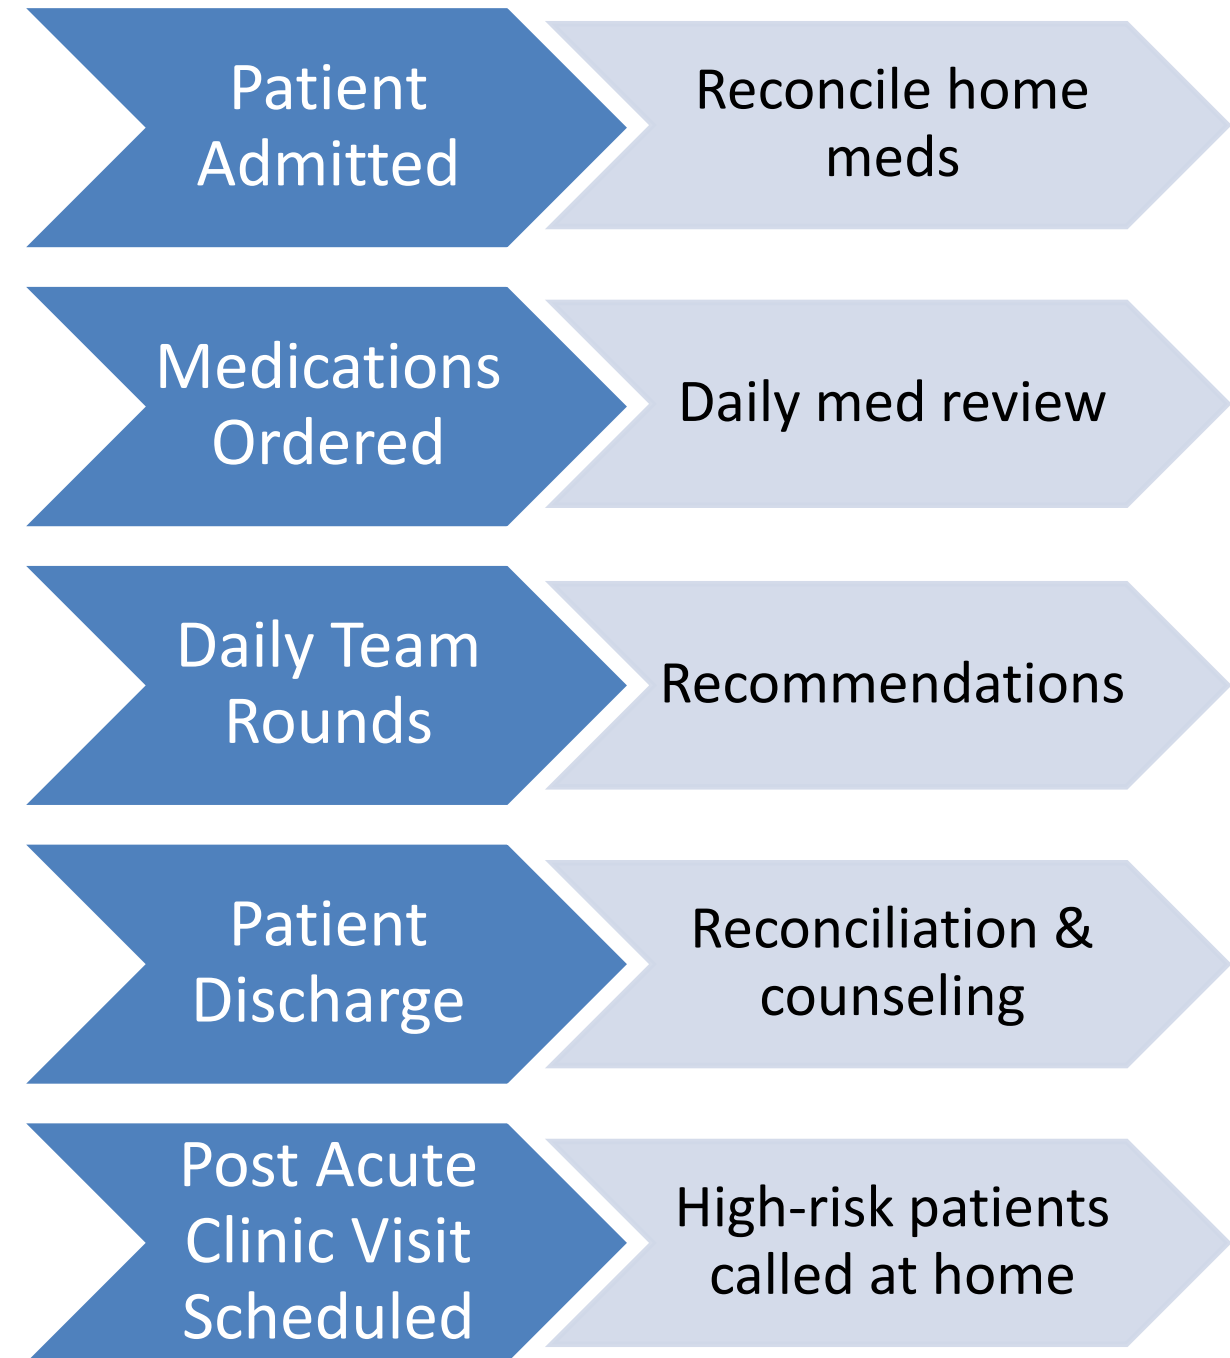 Patient
Admitted
Reconcile home
meds
Medications
Ordered
Daily med review
Daily Team
Rounds
Recommendations
Patient
Discharge
Reconciliation &
counseling
Post Acute
Clinic Visit
Scheduled
High-risk patients
called at home